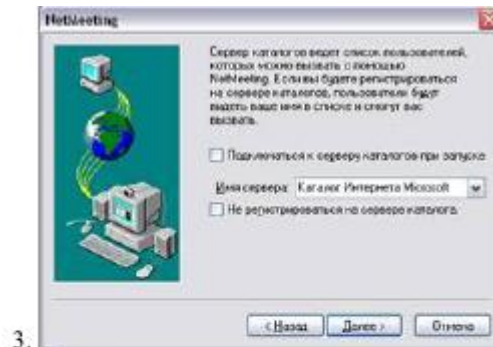 NetMeeting
Сервер каталогов ведет список пользователей,
которых можно вызвать с помощью
NetMeeting. Если вы будете регистрироваться
на сервере каталогов, пользователи будут
видеть ваше имя в списке и смогут вас
вызвать.
Подключаться к серверу каталогов при запуске
Имя сервера: Каталог Интернета Microsoft
Не регистрироваться на сервере каталога.
< Назад Далее > Отмена
3.